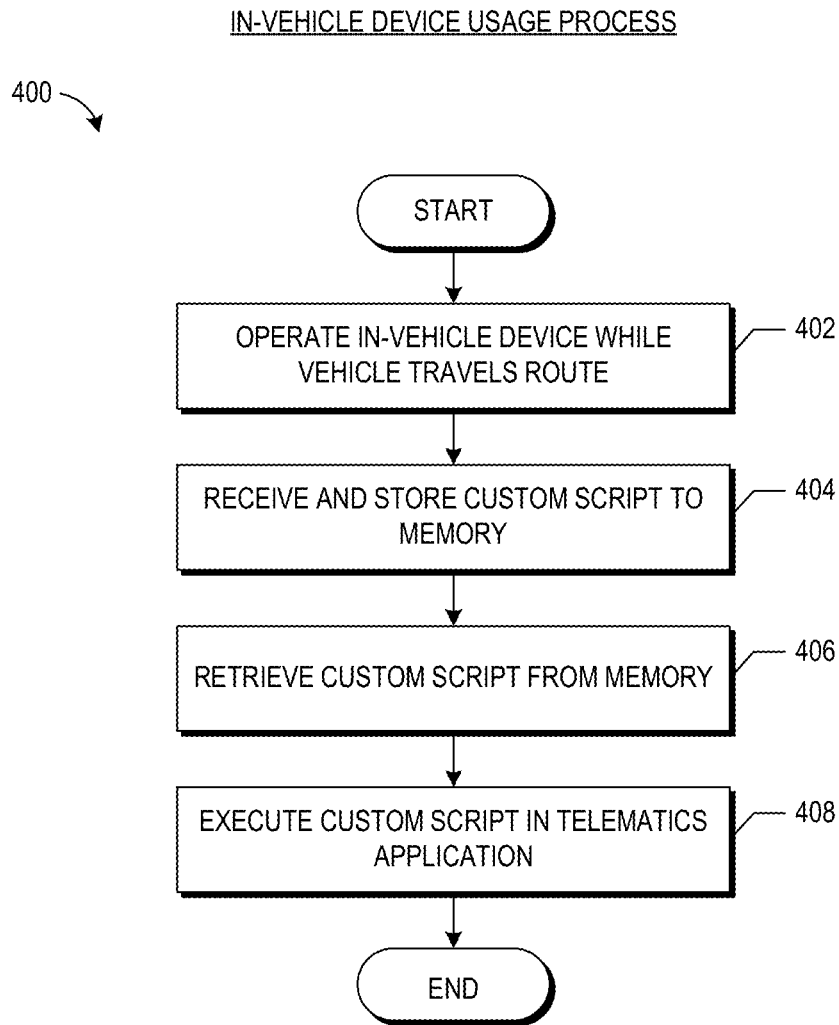 IN-VEHICLE DEVICE USAGE PROCESS
400
START
OPERATE IN-VEHICLE DEVICE WHILE
VEHICLE TRAVELS ROUTE
402
RECEIVE AND STORE CUSTOM SCRIPT TO
MEMORY
404
RETRIEVE CUSTOM SCRIPT FROM MEMORY
406
EXECUTE CUSTOM SCRIPT IN TELEMATICS
APPLICATION
408
END